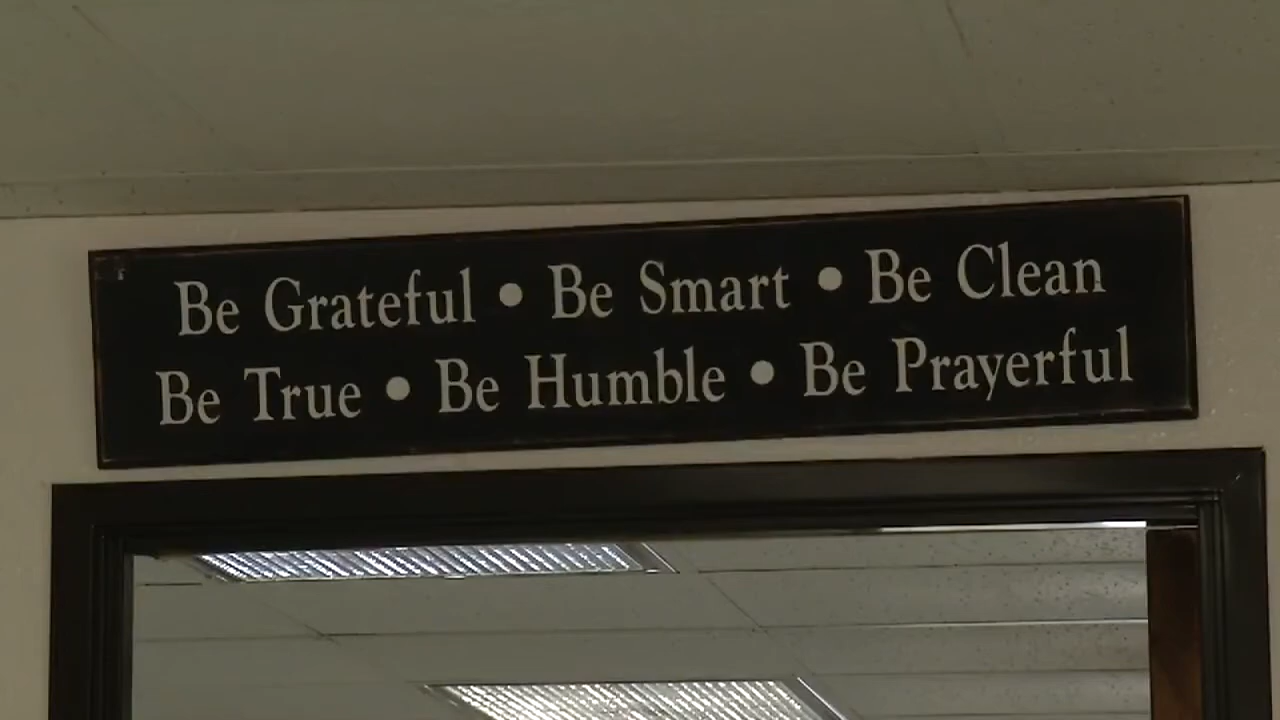 Be Grateful • Be Smart • Be Clean
Be True • Be Humble • Be Prayerful